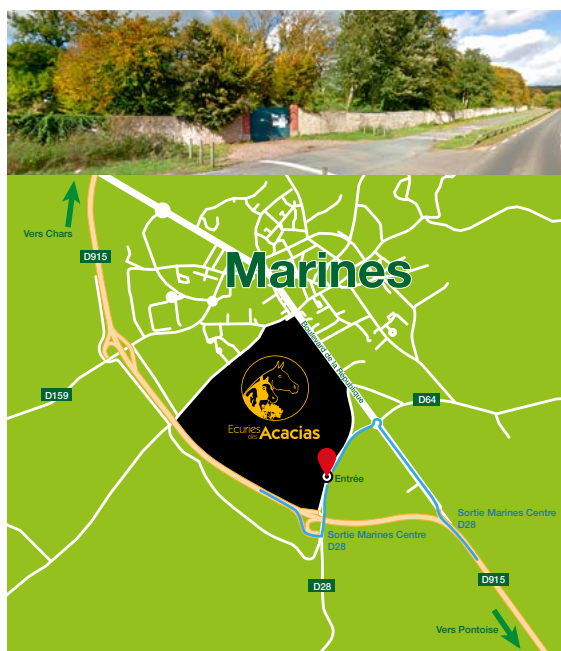 Vers Chars
D915
Marines
Boulevard de la République
D159
D64
Ecuries
des Acacias
Entrée
Sortie Marines Centre
D28
Sortie Marines Centre
D28
D915
D28
Vers Pontoise